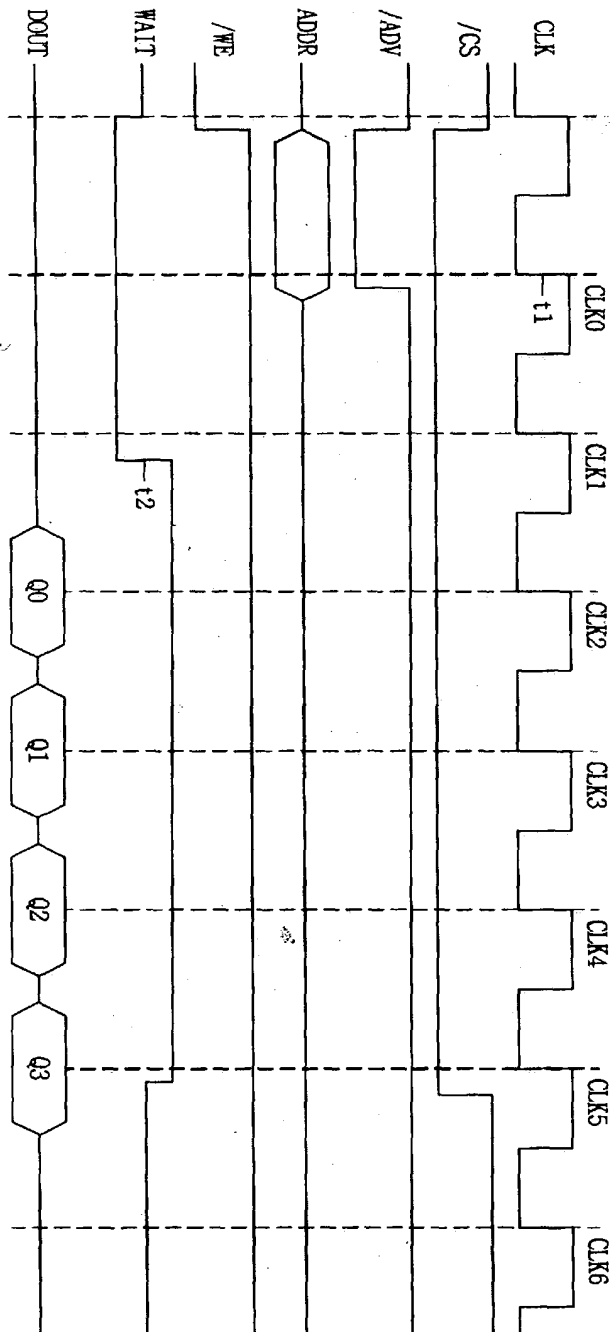 CLK
/CS
/ADV
ADDR
/WE
WAIT
DOUT
CLK0
CLK1
CLK2
CLK3
CLK4
CLK5
CLK6
t1
t2
Q0
Q1
Q2
Q3